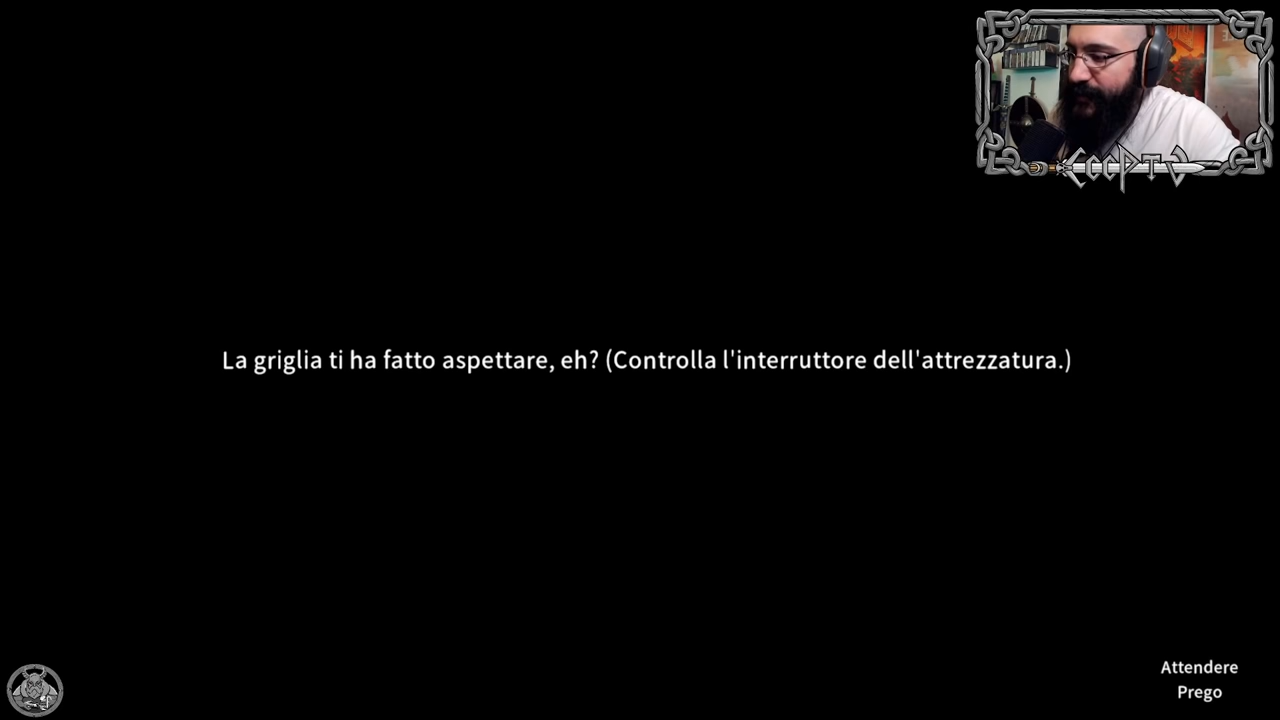 La griglia ti ha fatto aspettare, eh? (Controlla l'interruttore dell'attrezzatura.)
Attendere
Prego